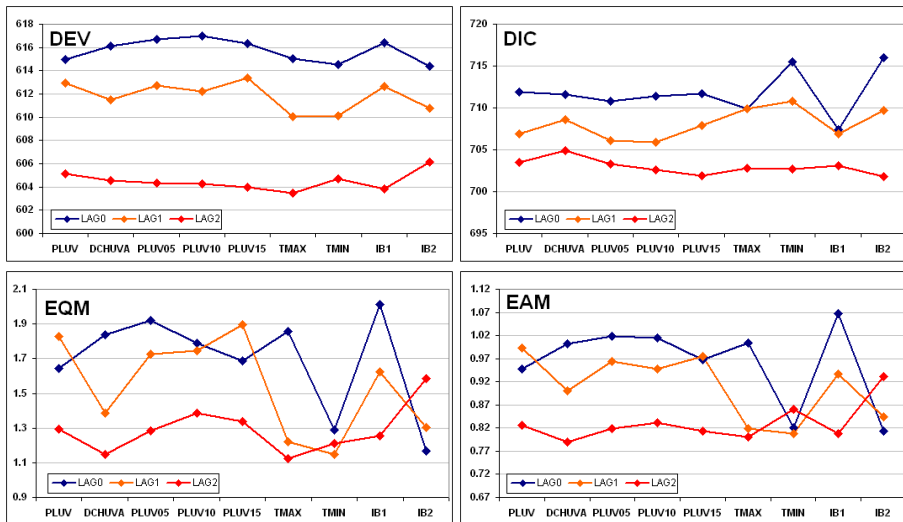 DEV
618
616
614
612
610
608
606
604
602
600
LAG0 LAG1 LAG2
PLUV DCHUVA PLUV05 PLUV10 PLUV15 TMAX TMIN IB1 IB2
DIC
720
715
710
705
700
695
LAG0 LAG1 LAG2
PLUV DCHUVA PLUV05 PLUV10 PLUV15 TMAX TMIN IB1 IB2
EQM
2.1
1.9
1.7
1.5
1.3
1.1
0.9
LAG0 LAG1 LAG2
PLUV DCHUVA PLUV05 PLUV10 PLUV15 TMAX TMIN IB1 IB2
EAM
1.12
1.07
1.02
0.97
0.92
0.87
0.82
0.77
0.72
0.67
LAG0 LAG1 LAG2
PLUV DCHUVA PLUV05 PLUV10 PLUV15 TMAX TMIN IB1 IB2